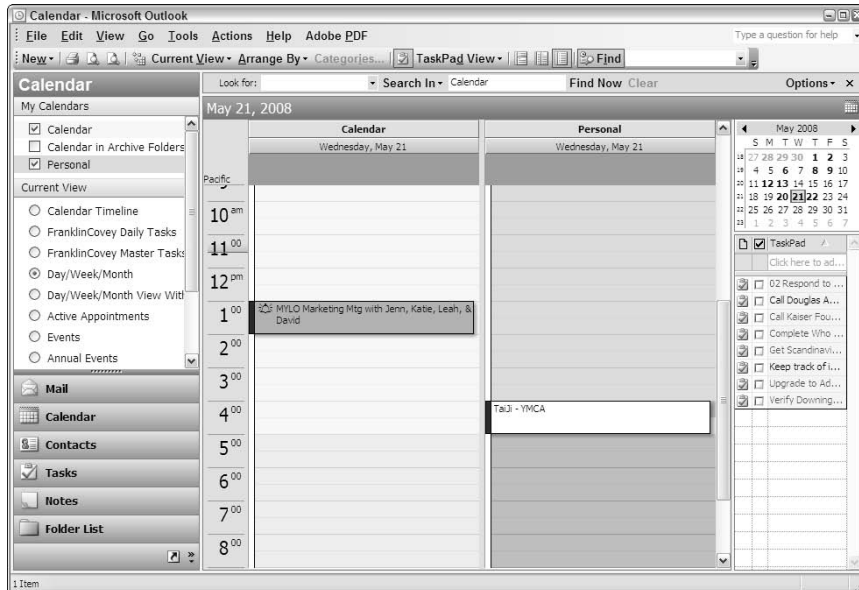 Calendar - Microsoft Outlook
File Edit View Go Tools Actions Help Adobe PDF
Type a question for help
New Current View Arrange By Categories... TaskPad View Find
Calendar
Look for: Search In Calendar Find Now Clear Options
My Calendars
Calendar
Calendar in Archive Folders
Personal
Current View
Calendar Timeline
FranklinCovey Daily Tasks
FranklinCovey Master Tasks
Day/Week/Month
Day/Week/Month View With
Active Appointments
Events
Annual Events
Mail
Calendar
Contacts
Tasks
Notes
Folder List
May 21, 2008
Calendar Personal
Wednesday, May 21 Wednesday, May 21
Pacific
10 am
11 00
12 pm
1 00
MYLO Marketing Mtg with Jenn, Katie, Leah, &
David
2 00
3 00
4 00
TaiJi - YMCA
5 00
6 00
7 00
8 00
May 2008
S M T W T F S
18 27 28 29 30 1 2 3
19 4 5 6 7 8 9 10
20 11 12 13 14 15 16 17
21 18 19 20 21 22 23 24
22 25 26 27 28 29 30 31
23 1 2 3 4 5 6 7
TaskPad
Click here to ad...
02 Respond to ...
Call Douglas A...
Call Kaiser Fou...
Complete Who ...
Get Scandinavi...
Keep track of i...
Upgrade to Ad...
Verify Downing...
1 Item